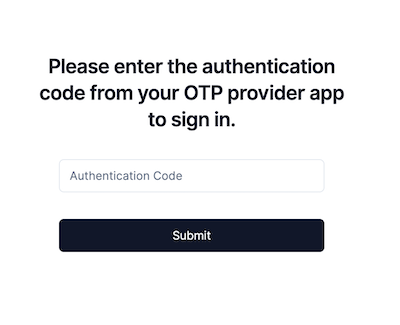 Please enter the authentication
code from your OTP provider app
to sign in.
Authentication Code
Submit